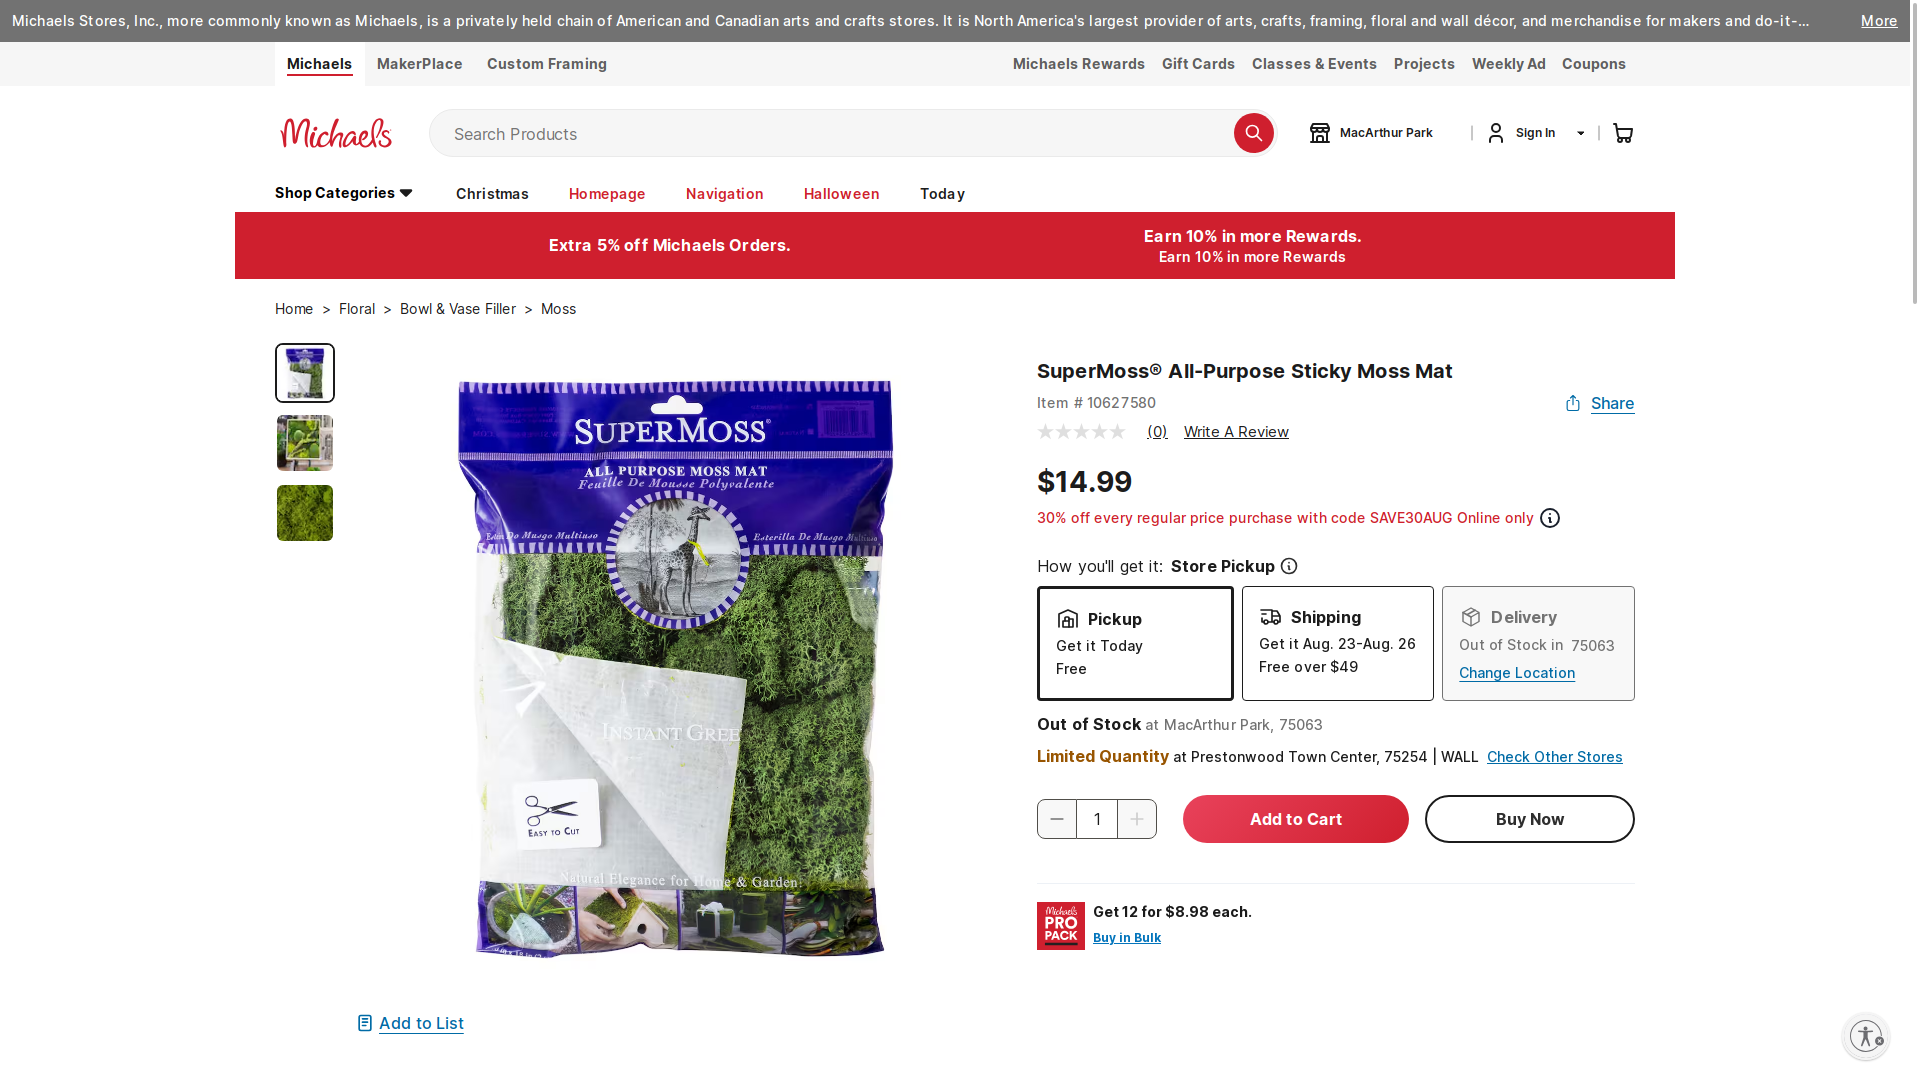 Michaels Stores, Inc., more commonly known as Michaels, is a privately held chain of American and Canadian arts and crafts stores. It is North America's largest provider of arts, crafts, framing, floral and wall décor, and merchandise for makers and do-it-...
More
Michaels
MakerPlace
Custom Framing
Michaels Rewards
Gift Cards
Classes & Events
Projects
Weekly Ad
Coupons
Michaels
Search Products
MacArthur Park
Sign In
Shop Categories
Christmas
Homepage
Navigation
Halloween
Today
Extra 5% off Michaels Orders.
Earn 10% in more Rewards.
Earn 10% in more Rewards
Home > Floral > Bowl & Vase Filler > Moss
SUPERMOSS®
ALL PURPOSE MOSS MAT
Feuille De Mousse Polyvalente
Esterilla De Musgo Multiuso
INSTANT GREE
EASY TO CUT
Natural Elegance for Home & Garden
Add to List
SuperMoss® All-Purpose Sticky Moss Mat
Item # 10627580
Share
(0)
Write A Review
$14.99
30% off every regular price purchase with code SAVE30AUG Online only
How you'll get it: Store Pickup
Pickup
Get it Today
Free
Shipping
Get it Aug. 23-Aug. 26
Free over $49
Delivery
Out of Stock in 75063
Change Location
Out of Stock at MacArthur Park, 75063
Limited Quantity at Prestonwood Town Center, 75254 | WALL Check Other Stores
1
Add to Cart
Buy Now
Michaels
PRO
PACK
Get 12 for $8.98 each.
Buy in Bulk